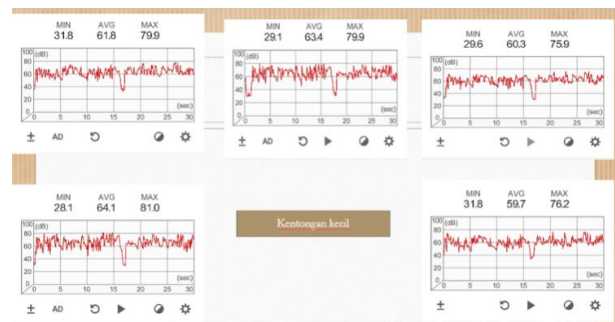 MIN AVG MAX
31.8 61.8 79.9
100 (dB)
80
60
40
20
(sec)
0 5 10 15 20 25 30
AD
MIN AVG MAX
29.1 63.4 79.9
100 (dB)
80
60
40
20
(sec)
0 5 10 15 20 25 30
AD
MIN AVG MAX
29.6 60.3 75.9
100 (dB)
80
60
40
20
(sec)
0 5 10 15 20 25 30
MIN AVG MAX
28.1 64.1 81.0
100 (dB)
80
60
40
20
(sec)
0 5 10 15 20 25 30
AD
Kentongan kecil
MIN AVG MAX
31.8 59.7 76.2
100 (dB)
80
60
40
20
(sec)
0 5 10 15 20 25 30